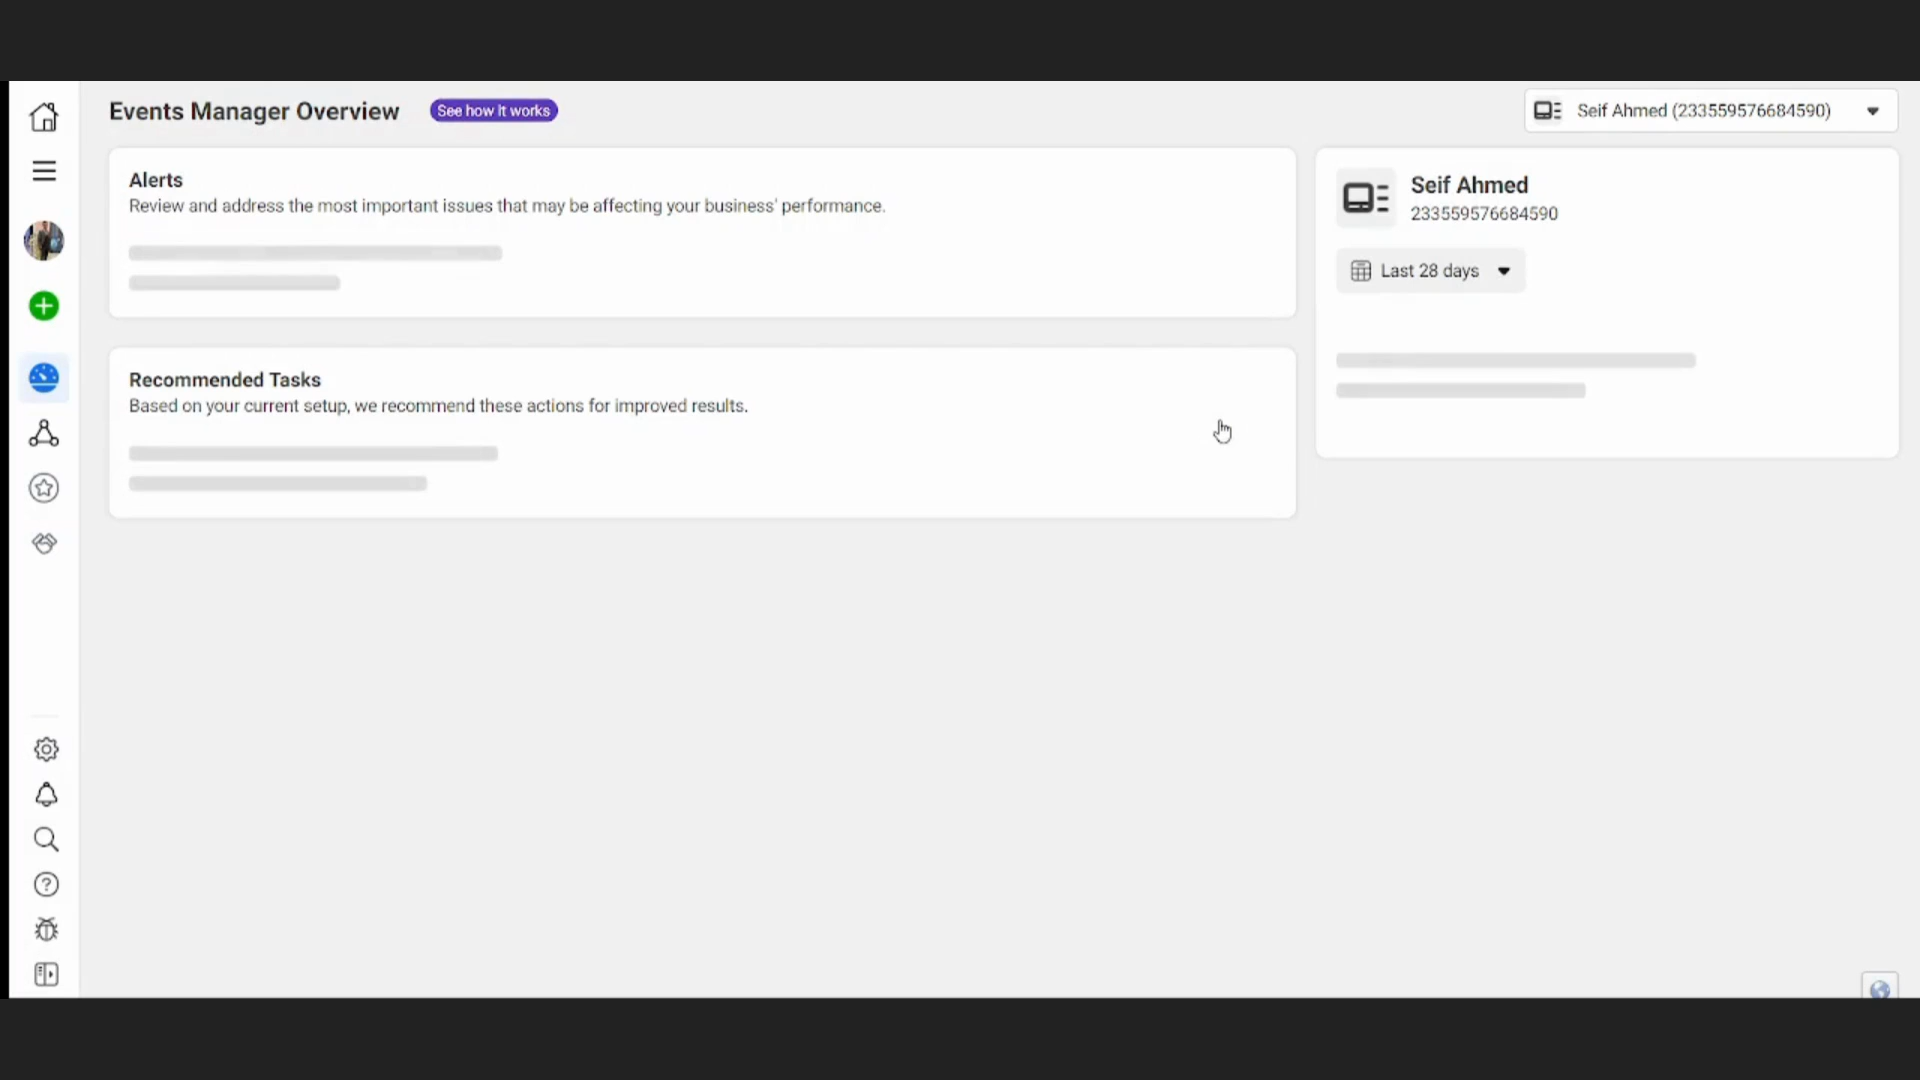 Events Manager Overview
See how it works
Seif Ahmed (233559576684590)
Alerts
Review and address the most important issues that may be affecting your business' performance.
Seif Ahmed
233559576684590
Last 28 days
Recommended Tasks
Based on your current setup, we recommend these actions for improved results.